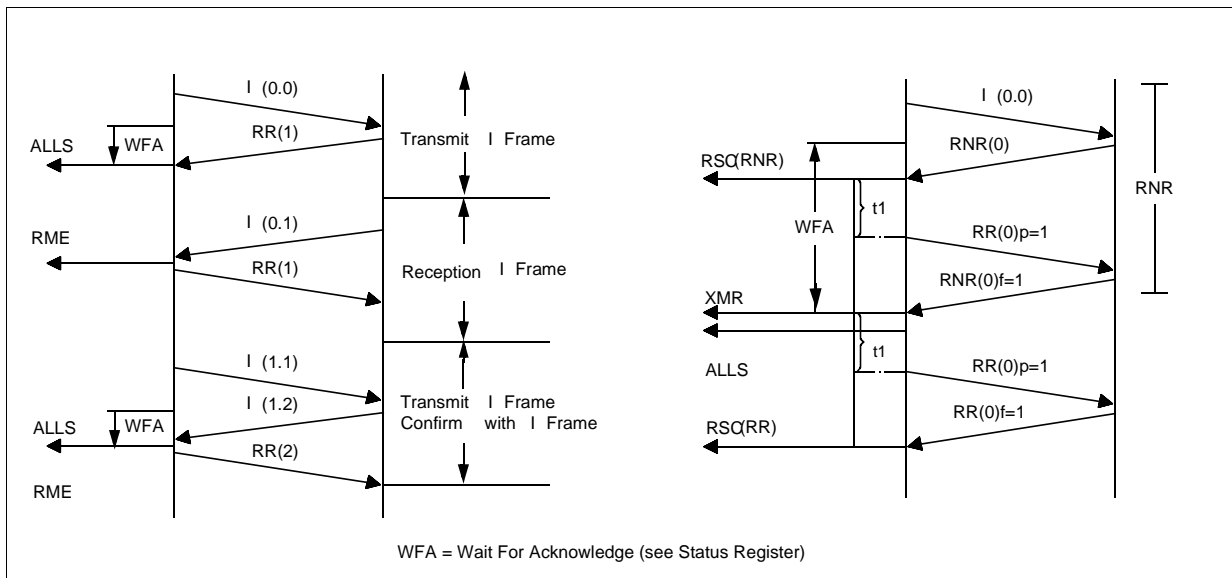 I (0.0)
RR(1)
WFA
ALLS
Transmit I Frame
I (0.1)
RME
RR(1)
Reception I Frame
I (1.1)
I (1.2)
Transmit I Frame
Confirm with I Frame
WFA
ALLS
RR(2)
RME
I (0.0)
RNR(0)
RSC(RNR)
RNR
t1
WFA
RR(0)p=1
RNR(0)f=1
XMR
t1
ALLS
RR(0)p=1
RR(0)f=1
RSC(RR)
WFA = Wait For Acknowledge (see Status Register)